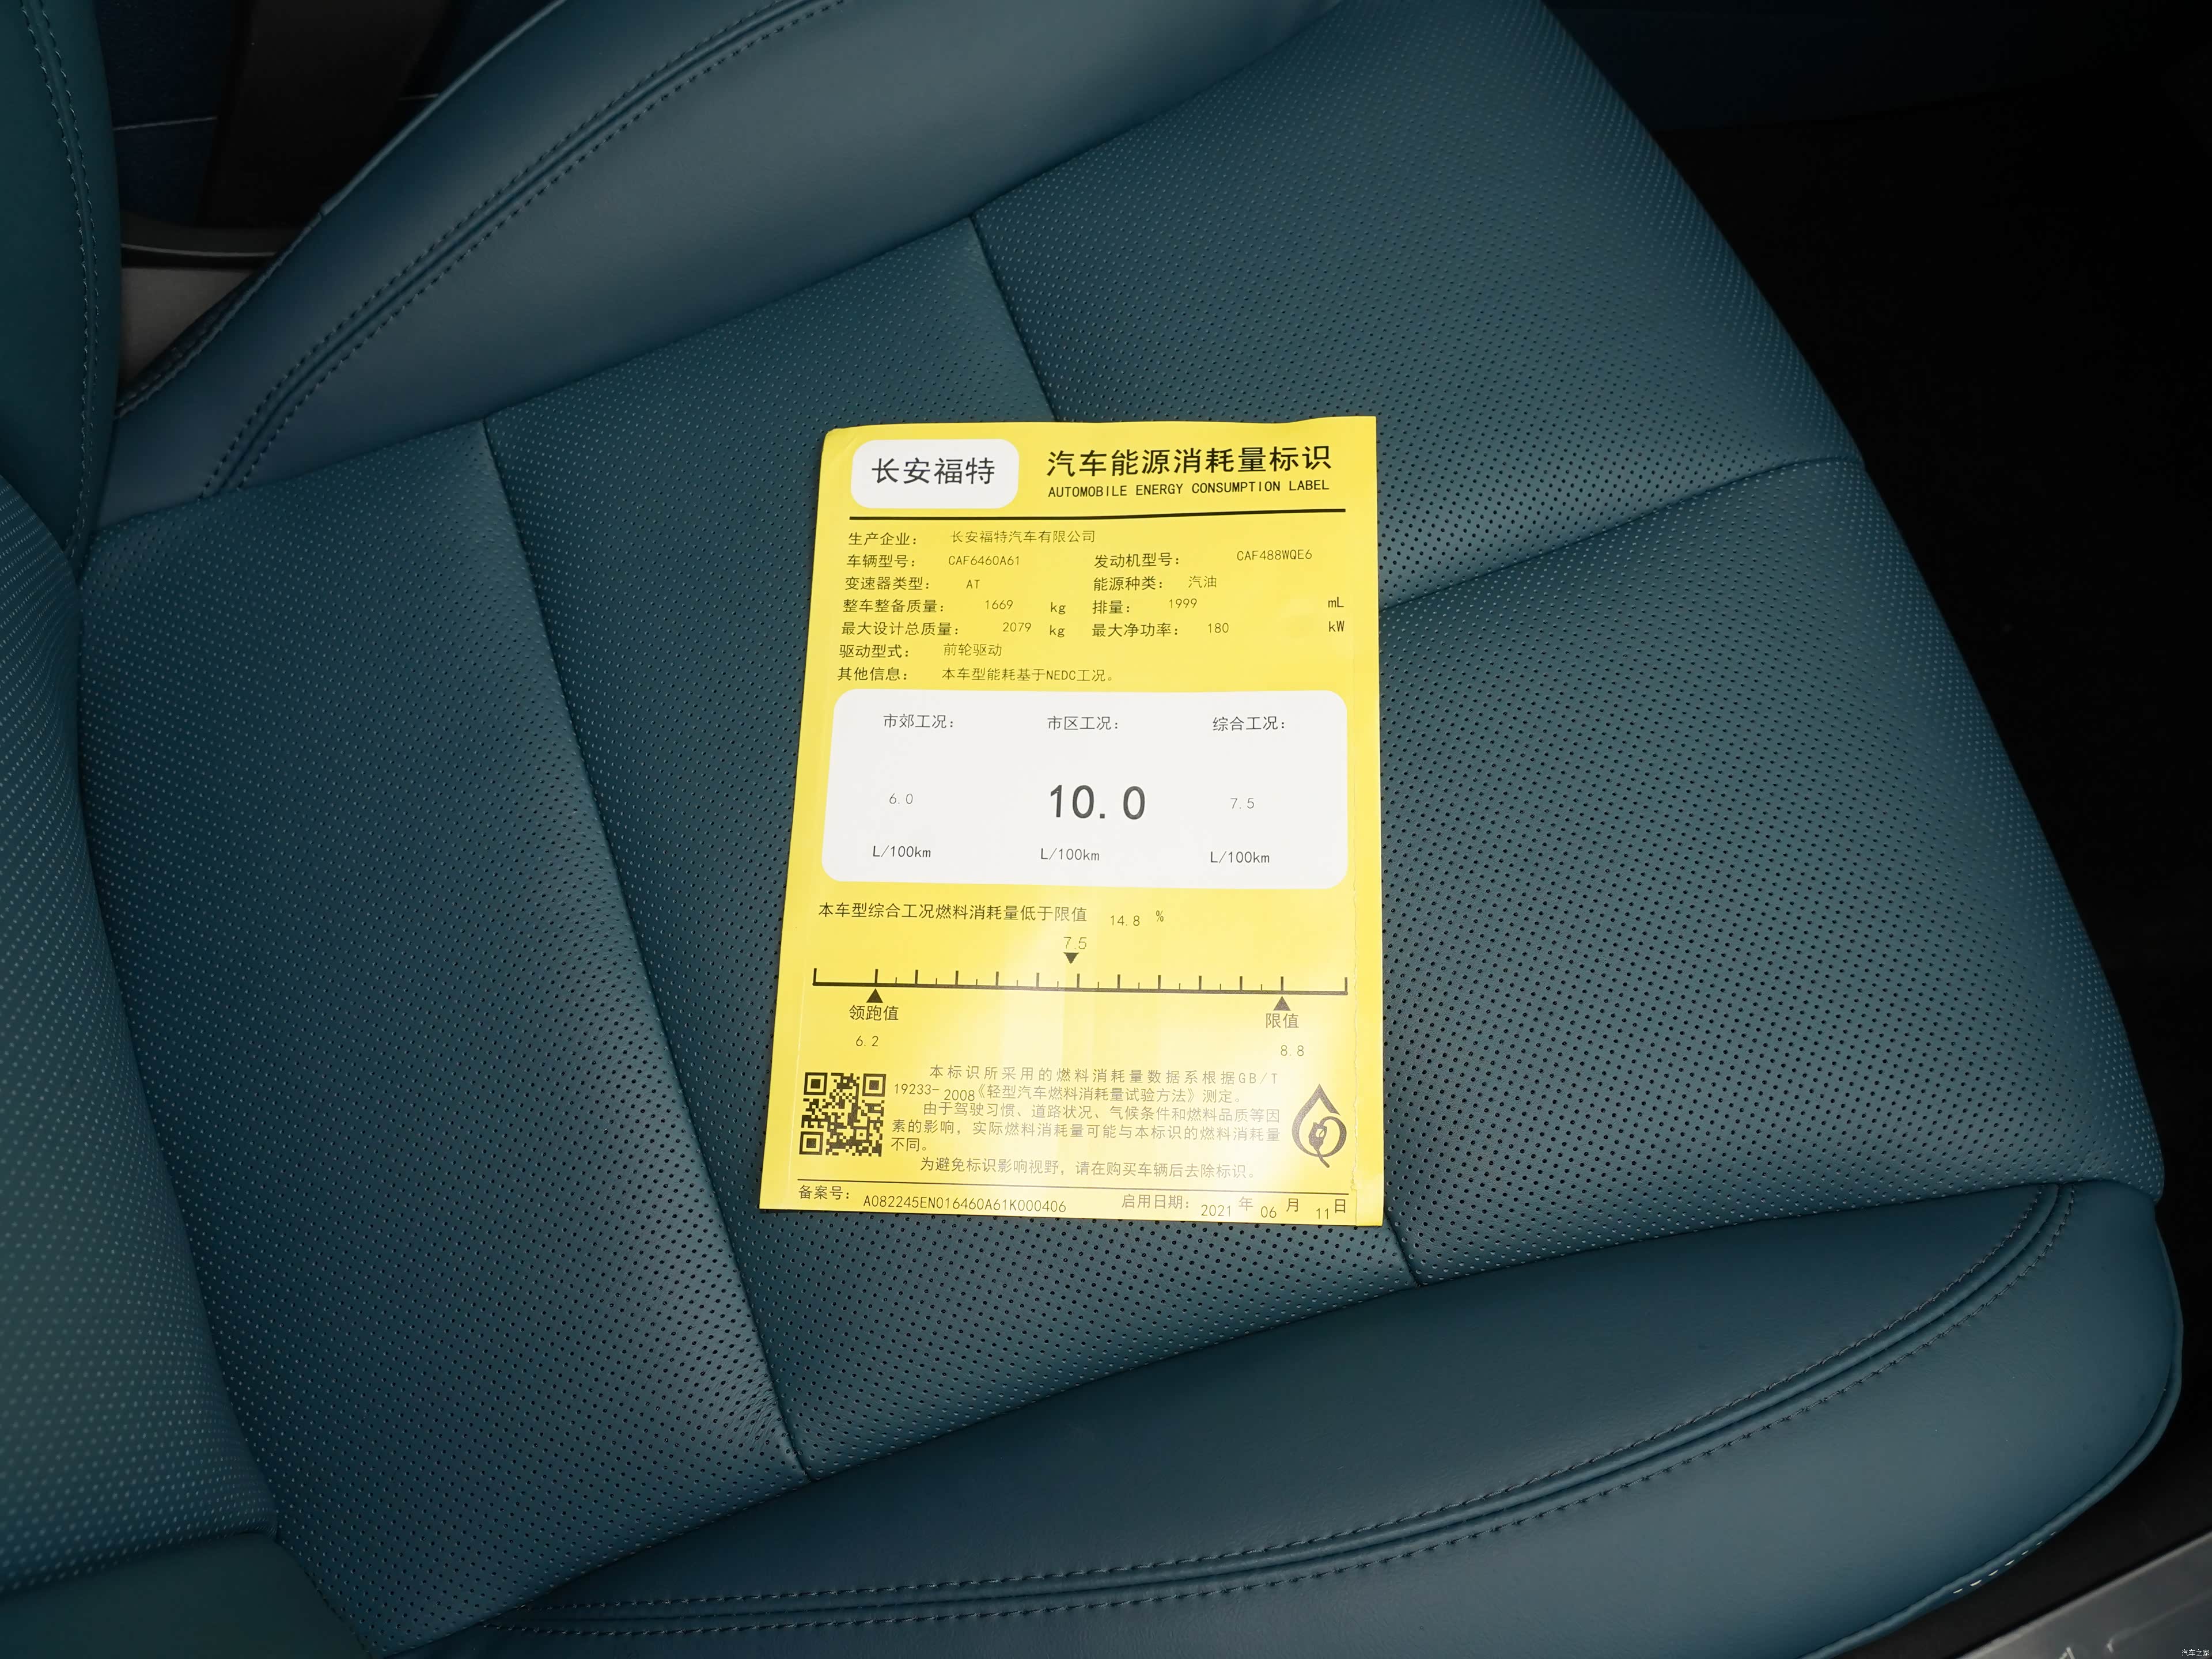 长安福特
汽车能源消耗量标识
AUTOMOBILE ENERGY CONSUMPTION LABEL
生产企业： 长安福特汽车有限公司
车辆型号： CAF6460A61 发动机型号： CAF488WQE6
变速器类型： AT 能源种类： 汽油
整车整备质量： 1669 kg 排量： 1999 mL
最大设计总质量： 2079 kg 最大净功率： 180 kW
驱动型式： 前轮驱动
其他信息： 本车型能耗基于NEDC工况。
市郊工况： 市区工况： 综合工况：
6.0 10.0 7.5
L/100km L/100km L/100km
本车型综合工况燃料消耗量低于限值 14.8 %
7.5
领跑值 限值
6.2 8.8
本标识所采用的燃料消耗量数据系根据GB/T
19233-2008《轻型汽车燃料消耗量试验方法》测定。
由于驾驶习惯、道路状况、气候条件和燃料品质等因
素的影响，实际燃料消耗量可能与本标识的燃料消耗量
不同。
为避免标识影响视野，请在购买车辆后去除标识。
备案号： A082245EN016460A61K000406 启用日期： 2021 年 06 月 11 日
汽车之家